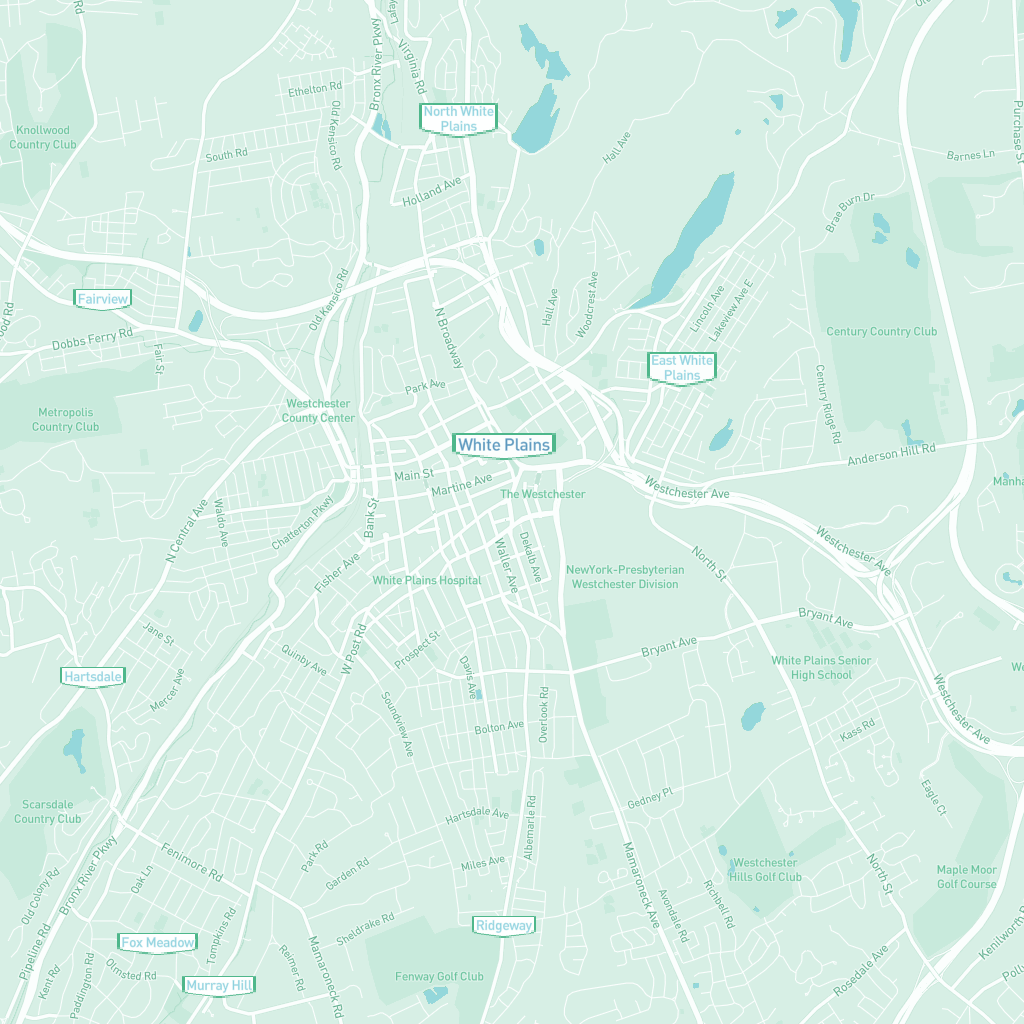 Virginia Rd
Bronx River Pkwy
Ethelton Rd
Old Kensico Rd
North White
Plains
Knollwood
Country Club
South Rd
Hall Ave
Purchase St
Barnes Ln
Holland Ave
Brae Burn Dr
Fairview
Old Kensico Rd
Hall Ave
Woodcrest Ave
Lincoln Ave
Lakeview Ave E
Dobbs Ferry Rd
Fair St
N Broadway
Century Country Club
East White
Plains
Park Ave
Century Ridge Rd
Metropolis
Country Club
Westchester
County Center
White Plains
Anderson Hill Rd
Main St
Martine Ave
The Westchester
Westchester Ave
N Central Ave
Waldo Ave
Chatterton Pkwy
Bank St
Westchester Ave
Dekalb Ave
Waller Ave
North St
Fisher Ave
White Plains Hospital
NewYork-Presbyterian
Westchester Division
Jane St
W Post Rd
Prospect St
Bryant Ave
Bryant Ave
Quinby Ave
Hartsdale
Mercer Ave
Davis Ave
White Plains Senior
High School
Soundview Ave
Overlook Rd
Westchester Ave
Bolton Ave
Kass Rd
Scarsdale
Country Club
Hartsdale Ave
Albemarle Rd
Gedney Pl
Eagle Ct
Fenimore Rd
Park Rd
Garden Rd
Miles Ave
Mamaroneck Ave
Westchester
Hills Golf Club
North St
Maple Moor
Golf Course
Old Colony Rd
Bronx River Pkwy
Oak Ln
Avondale Rd
Richbell Rd
Ridgeway
Sheldrake Rd
Tompkins Rd
Fox Meadow
Pipeline Rd
Kent Rd
Paddington Rd
Olmsted Rd
Murray Hill
Reimer Rd
Mamaroneck Rd
Fenway Golf Club
Rosedale Ave